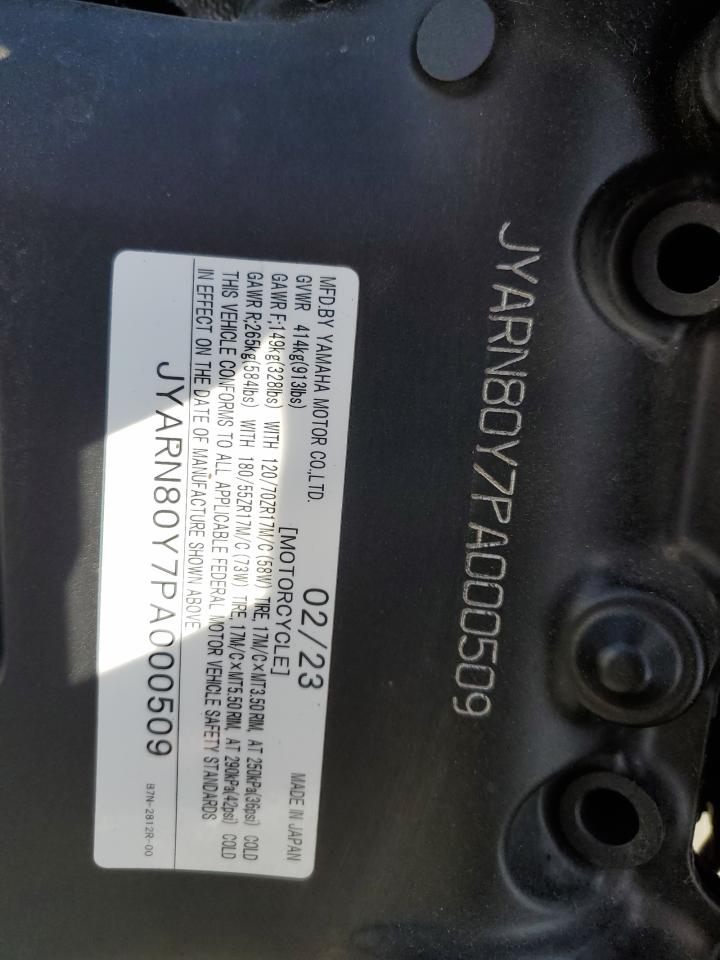 JYARN80Y7PA000509
MFD.BY YAMAHA MOTOR CO.,LTD. 02/23 MADE IN JAPAN
GVWR 414kg(913lbs) [MOTORCYCLE]
GAWR F;149kg(328lbs) WITH 120/70ZR17M/C(58W) TIRE, 17M/C×MT3.50 RIM, AT 250kPa(36psi) COLD
GAWR R;265kg(584lbs) WITH 180/55ZR17M/C(73W) TIRE, 17M/C×MT5.50 RIM, AT 290kPa(42psi) COLD
THIS VEHICLE CONFORMS TO ALL APPLICABLE FEDERAL MOTOR VEHICLE SAFETY STANDARDS
IN EFFECT ON THE DATE OF MANUFACTURE SHOWN ABOVE
JYARN80Y7PA000509 B7N-2812R-00